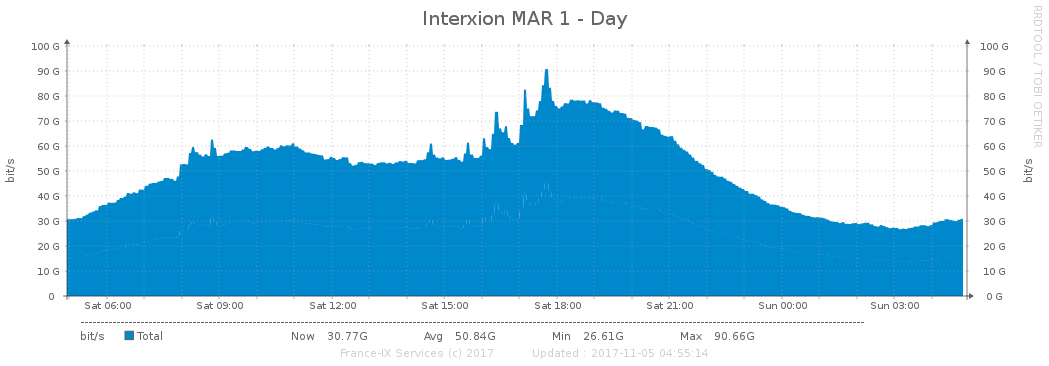 Interxion MAR 1 - Day
RRDTOOL / TOBI OETIKER
bit/s
100 G 100 G
90 G 90 G
80 G 80 G
70 G 70 G
60 G 60 G
50 G 50 G
40 G 40 G
30 G 30 G
20 G 20 G
10 G 10 G
0 0 G
bit/s
Sat 06:00 Sat 09:00 Sat 12:00 Sat 15:00 Sat 18:00 Sat 21:00 Sun 00:00 Sun 03:00
bit/s Total Now 30.77G Avg 50.84G Min 26.61G Max 90.66G
France-IX Services (c) 2017 Updated : 2017-11-05 04:55:14